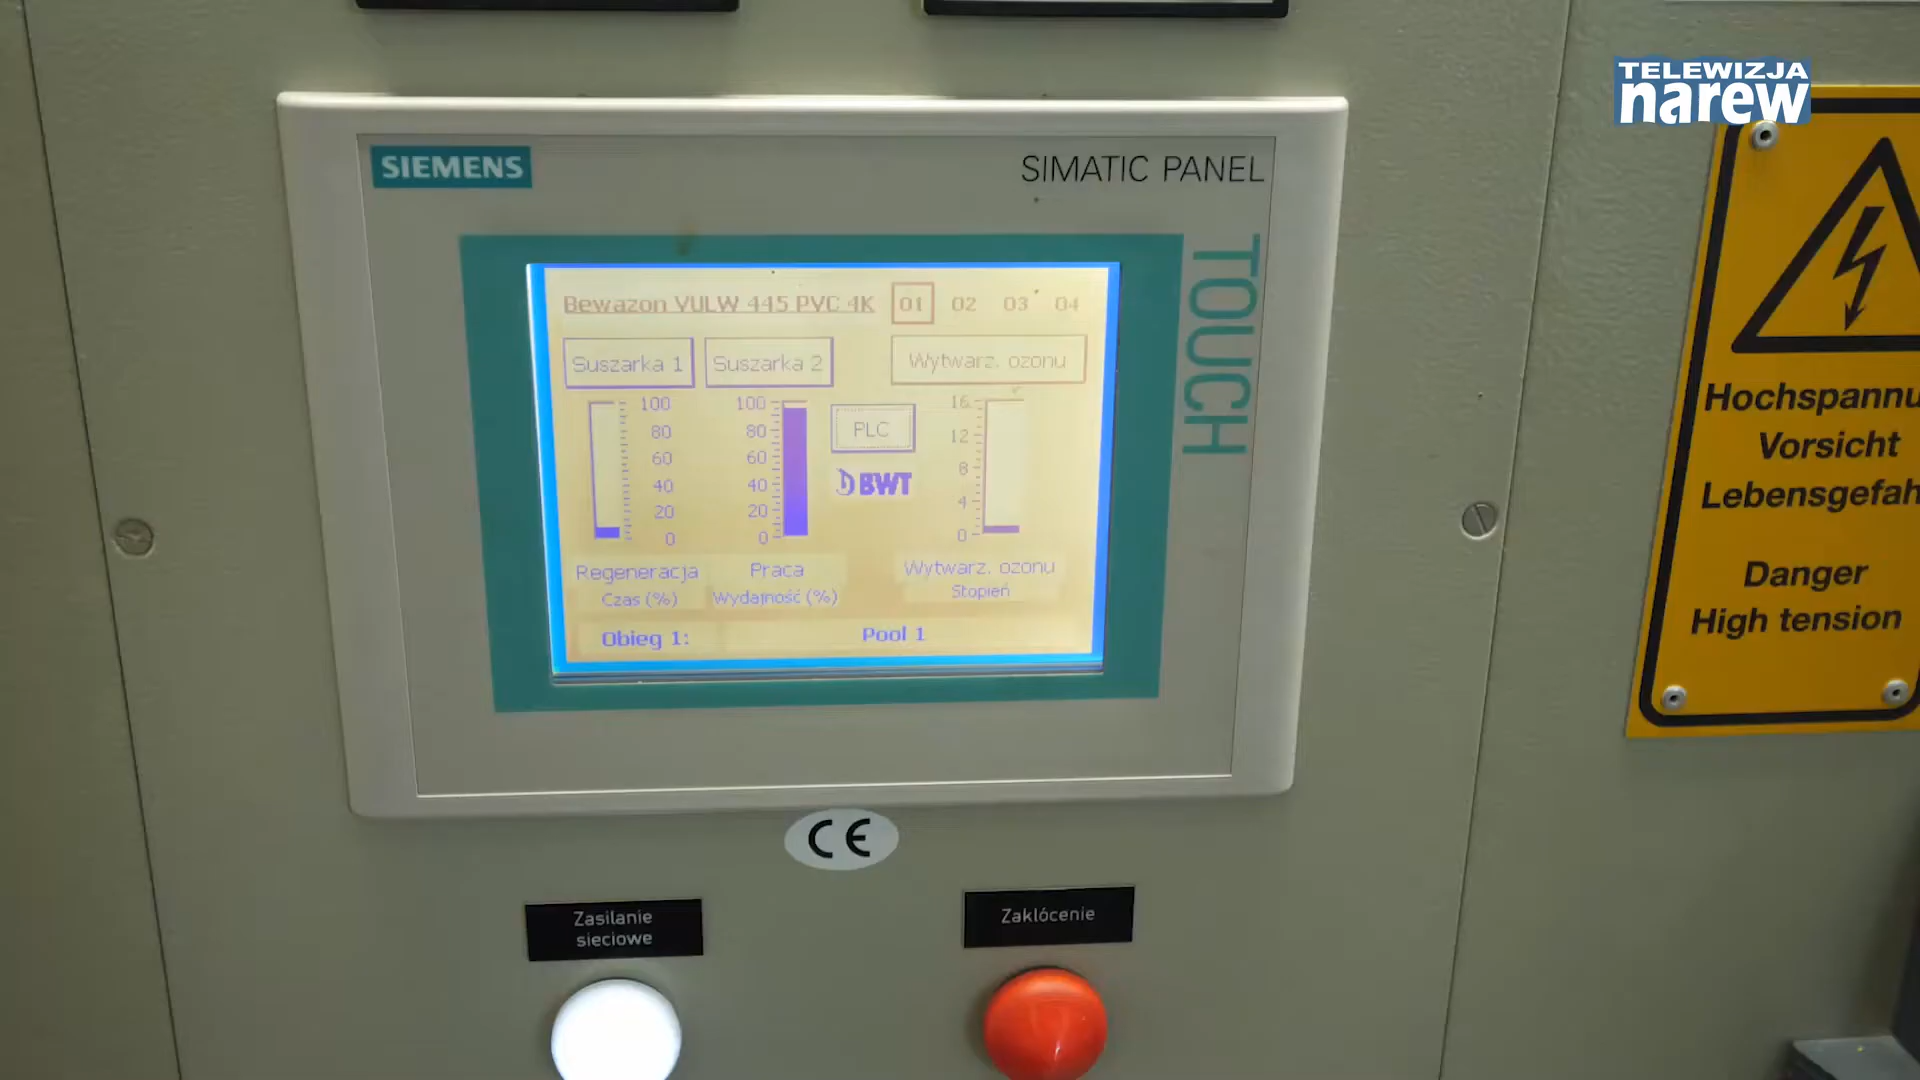 TELEWIZJA
narew
SIEMENS
SIMATIC PANEL
TOUCH
Bewazon VULW 445 PVC 4K 01 02 03 04
Suszarka 1 Suszarka 2 Wytwarz. ozonu
100 100 16
80 80 12
60 60 8
40 40 4
20 20 0
0 0
PLC
BWT
Regeneracja Praca Wytwarz. ozonu
Czas (%) Wydajność (%) Stopień
Obieg 1: Pool 1
CE
Zasilanie
sieciowe
Zaklócenie
Hochspannu
Vorsicht
Lebensgefah
Danger
High tension